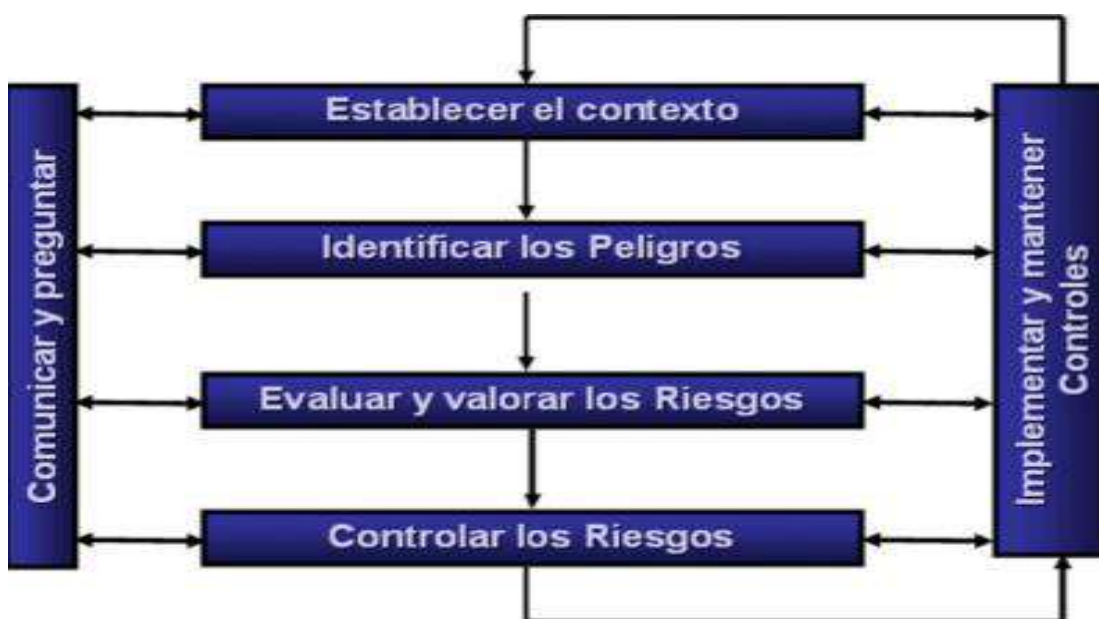 Comunicar y preguntar
Establecer el contexto
Identificar los Peligros
Evaluar y valorar los Riesgos
Controlar los Riesgos
Implementar y mantener
Controles